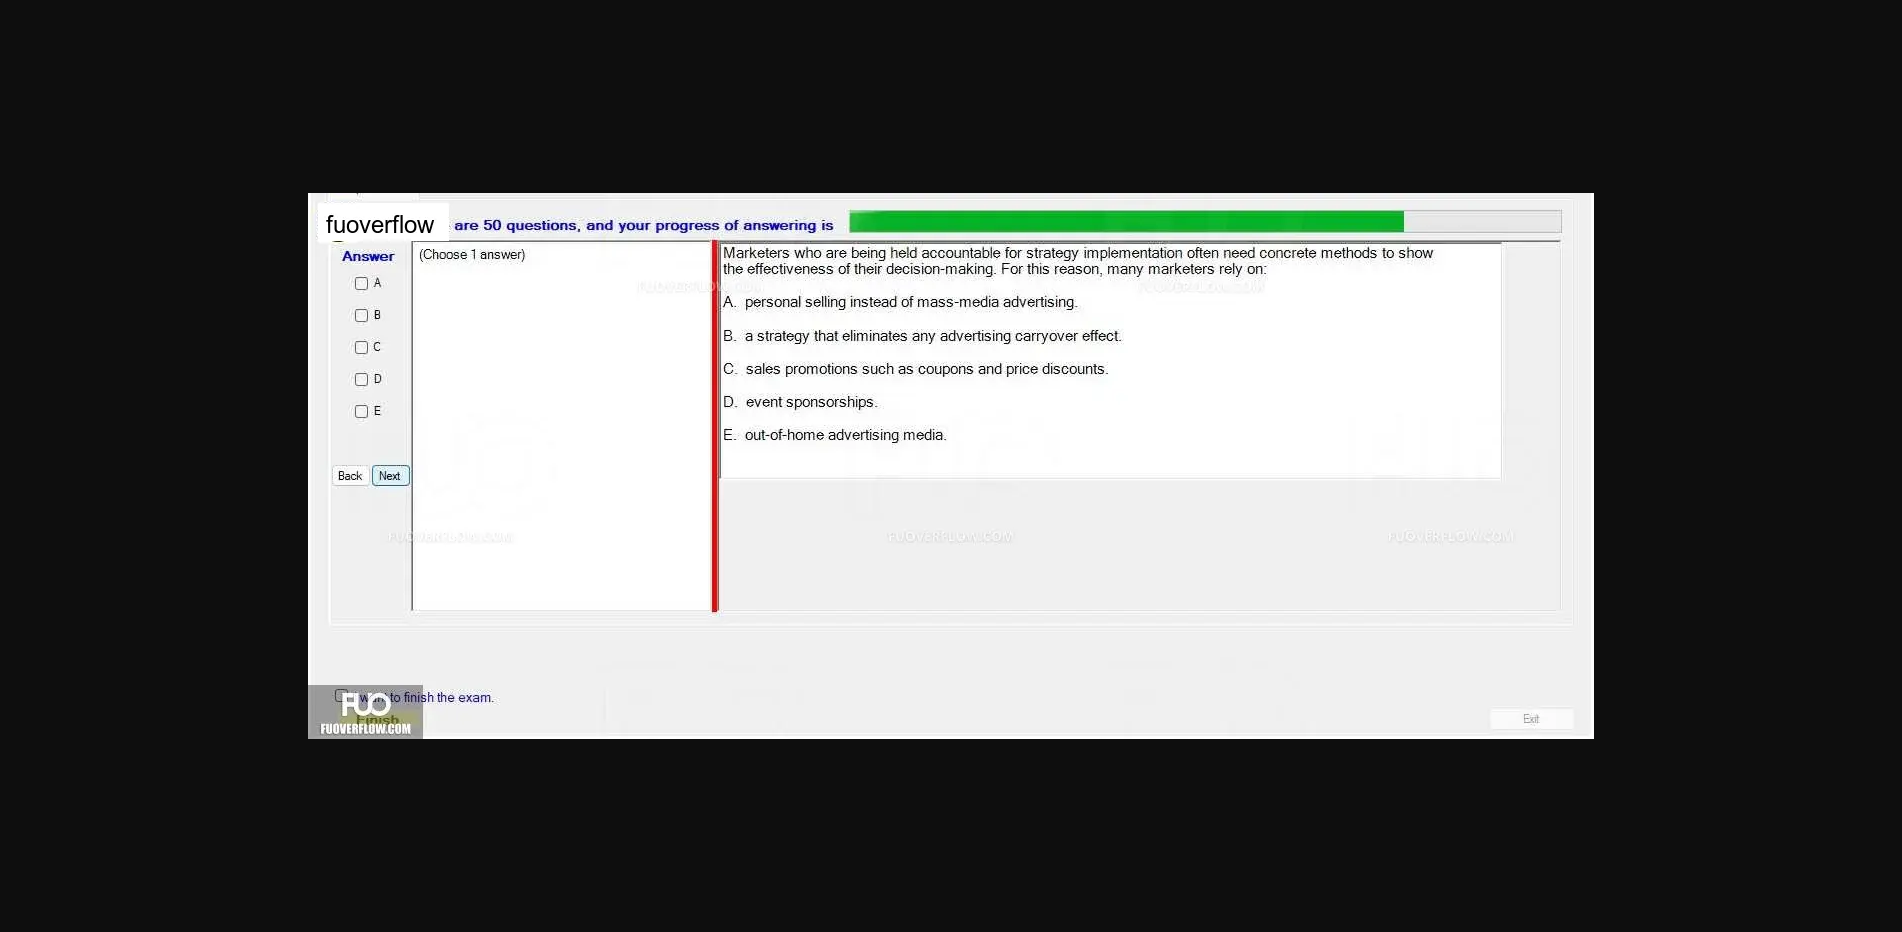 fuoverflow are 50 questions, and your progress of answering is
Answer
(Choose 1 answer)
A
B
C
D
E
Back Next
Marketers who are being held accountable for strategy implementation often need concrete methods to show
the effectiveness of their decision-making. For this reason, many marketers rely on:
A. personal selling instead of mass-media advertising.
B. a strategy that eliminates any advertising carryover effect.
C. sales promotions such as coupons and price discounts.
D. event sponsorships.
E. out-of-home advertising media.
FUOVERFLOW.COM FUOVERFLOW.COM
FUOVERFLOW.COM FUOVERFLOW.COM FUOVERFLOW.COM
want to finish the exam.
FUO
Finish
FUOVERFLOW.COM
Exit